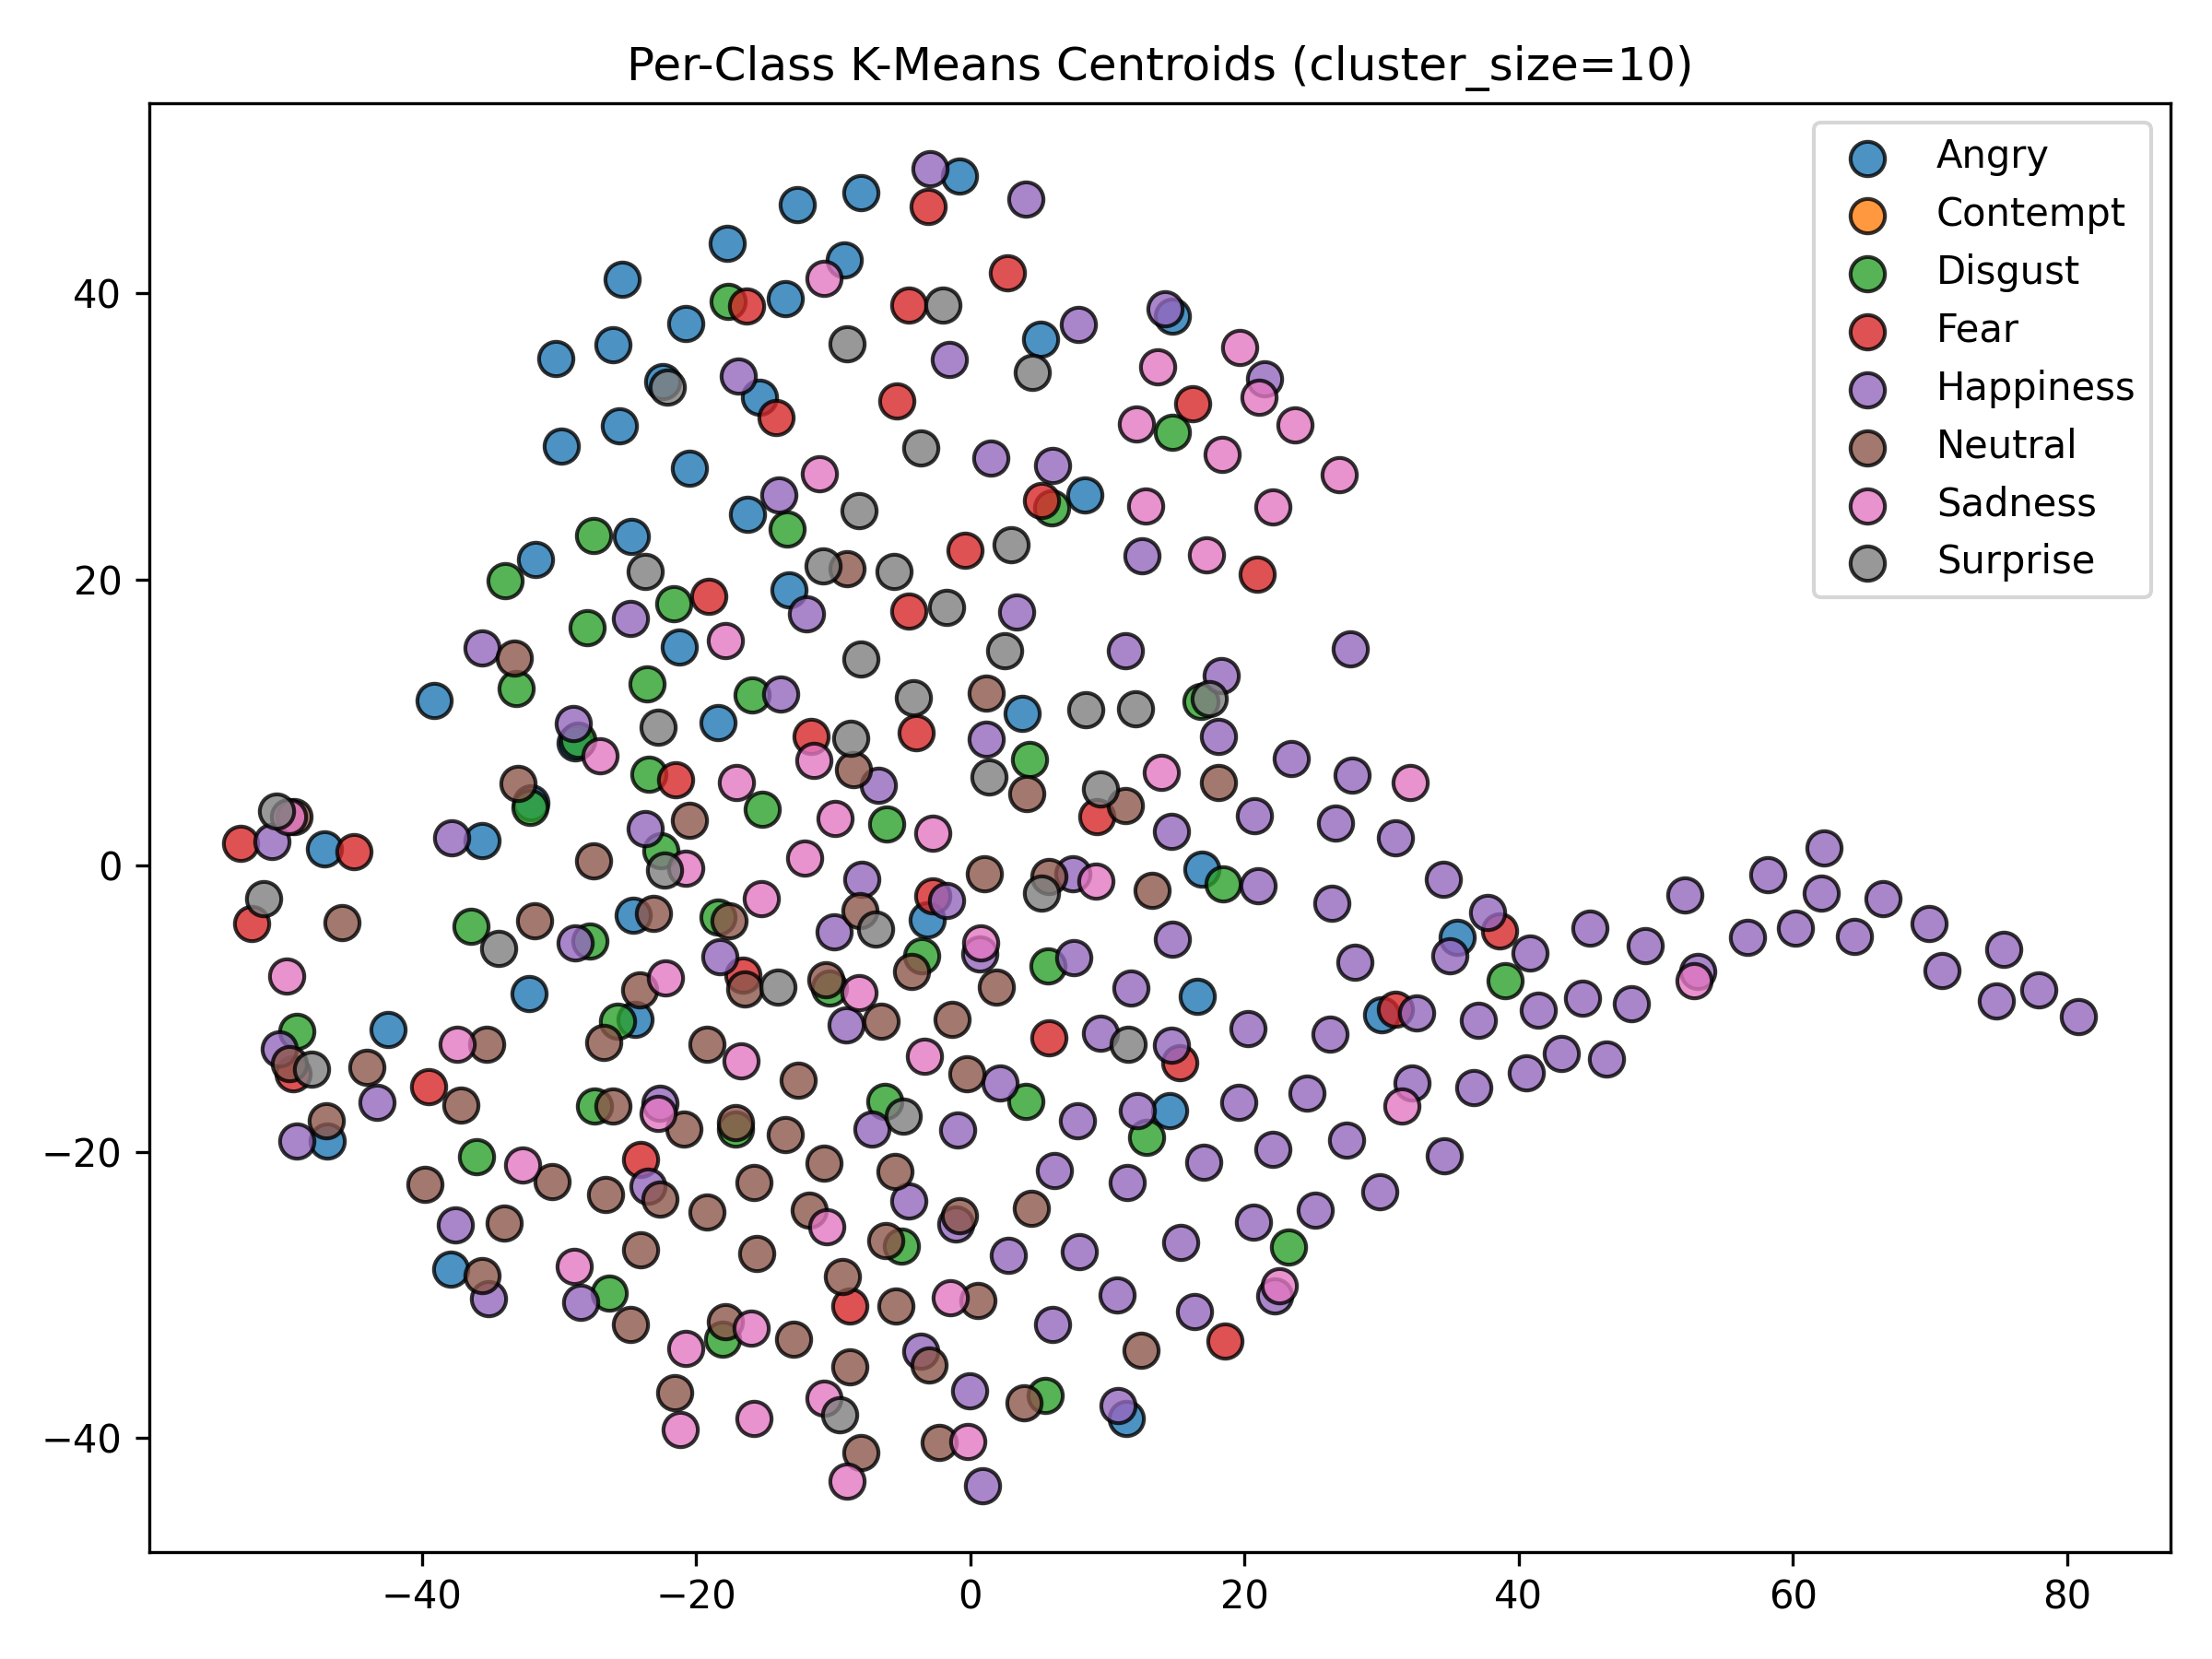 Per-Class K-Means Centroids (cluster_size=10)
Angry
Contempt
Disgust
Fear
Happiness
Neutral
Sadness
Surprise
40
20
0
−20
−40
−40 −20 0 20 40 60 80